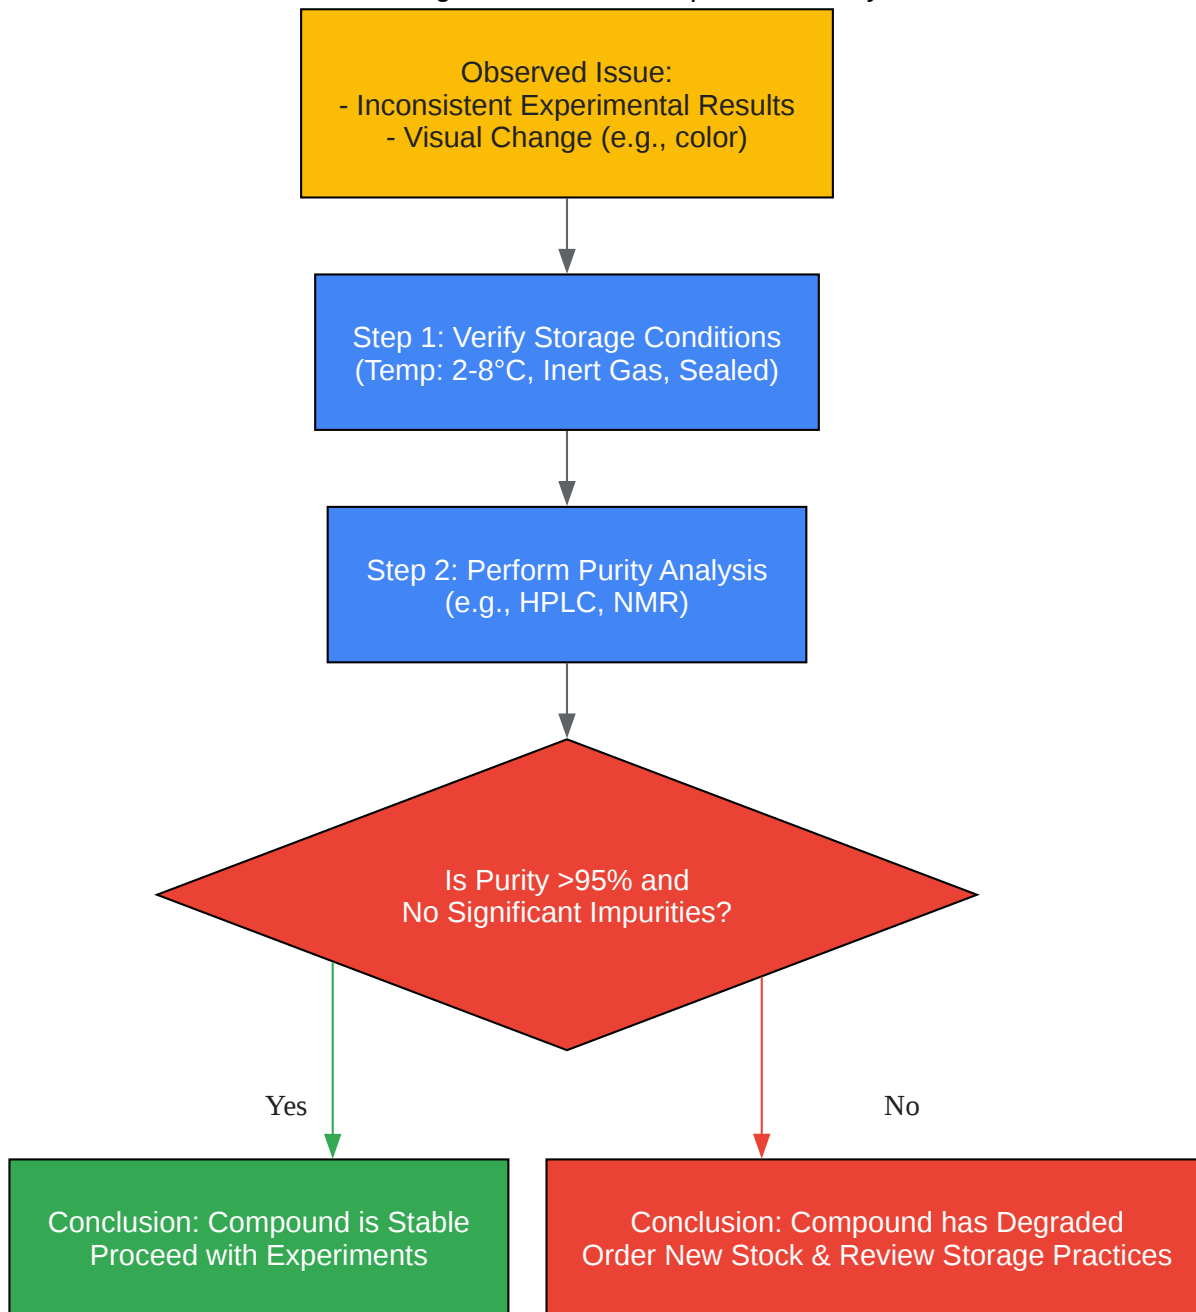 Observed Issue:
- Inconsistent Experimental Results
- Visual Change (e.g., color)
Step 1: Verify Storage Conditions
(Temp: 2-8°C, Inert Gas, Sealed)
Step 2: Perform Purity Analysis
(e.g., HPLC, NMR)
Is Purity >95% and
No Significant Impurities?
Yes
No
Conclusion: Compound is Stable
Proceed with Experiments
Conclusion: Compound has Degraded
Order New Stock & Review Storage Practices